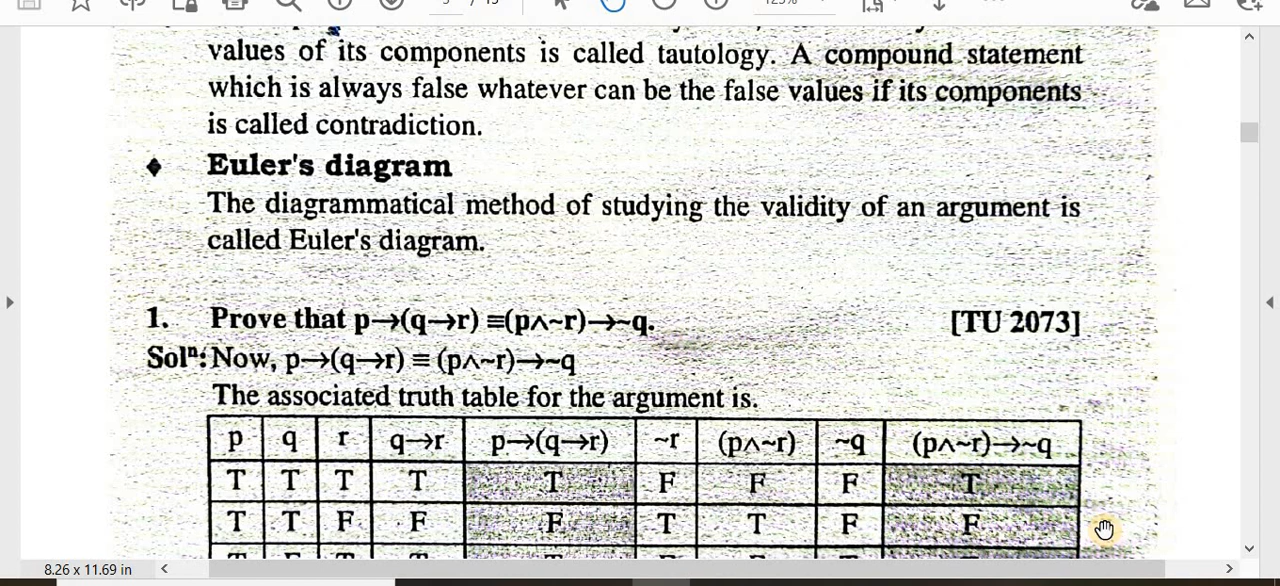 values of its components is called tautology. A compound statement
which is always false whatever can be the false values if its components
is called contradiction.
♦ Euler's diagram
The diagrammatical method of studying the validity of an argument is
called Euler's diagram.
1. Prove that p→(q→r) ≡(p∧~r)→~q. [TU 2073]
Solⁿ: Now, p→(q→r) ≡ (p∧~r)→~q
The associated truth table for the argument is.
p q r q→r p→(q→r) ~r (p∧~r) ~q (p∧~r)→~q
T T T T T F F F T
T T F F F T T F F
8.26 x 11.69 in